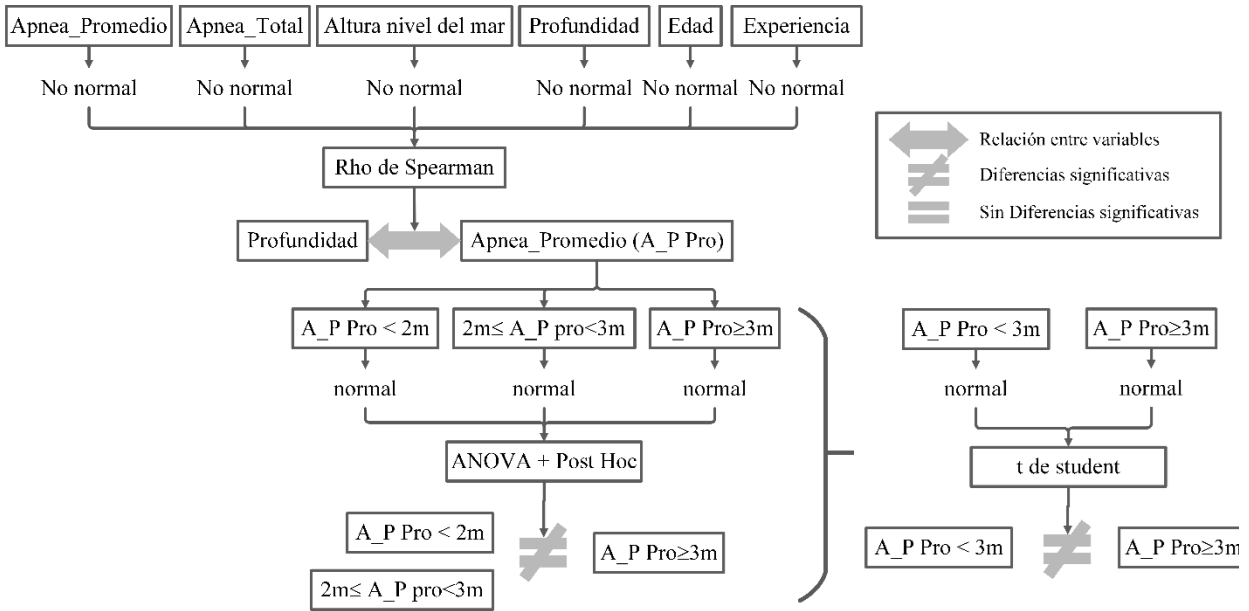 Apnea_Promedio
Apnea_Total
Altura nivel del mar
Profundidad
Edad
Experiencia
No normal
No normal
No normal
No normal
No normal
No normal
Rho de Spearman
Relación entre variables
Diferencias significativas
Sin Diferencias significativas
Profundidad
Apnea_Promedio (A_P Pro)
A_P Pro < 2m
2m≤ A_P pro<3m
A_P Pro≥3m
normal
normal
normal
ANOVA + Post Hoc
A_P Pro < 2m
2m≤ A_P pro<3m
A_P Pro≥3m
A_P Pro < 3m
A_P Pro≥3m
normal
normal
t de student
A_P Pro < 3m
A_P Pro≥3m